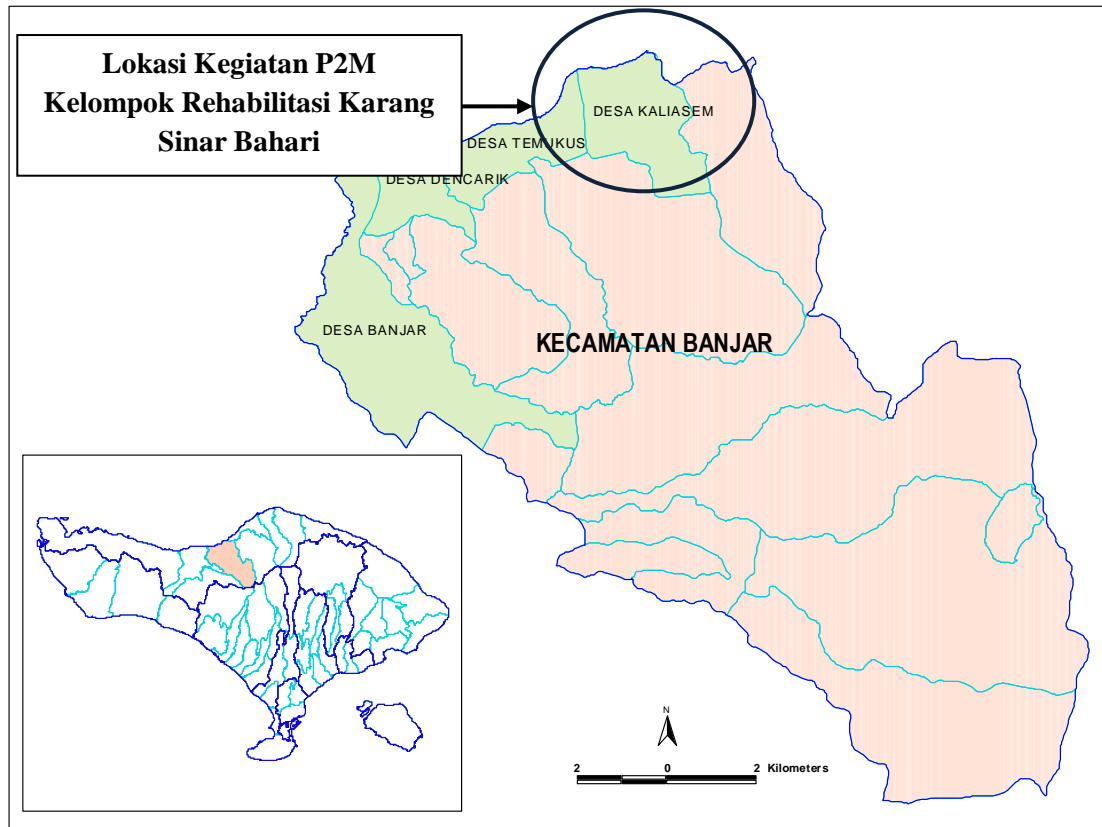 Lokasi Kegiatan P2M
Kelompok Rehabilitasi Karang
Sinar Bahari
DESA KALIASEM
DESA TEMUKUS
DESA DENCARIK
DESA BANJAR
KECAMATAN BANJAR
N
2 0 2 Kilometers